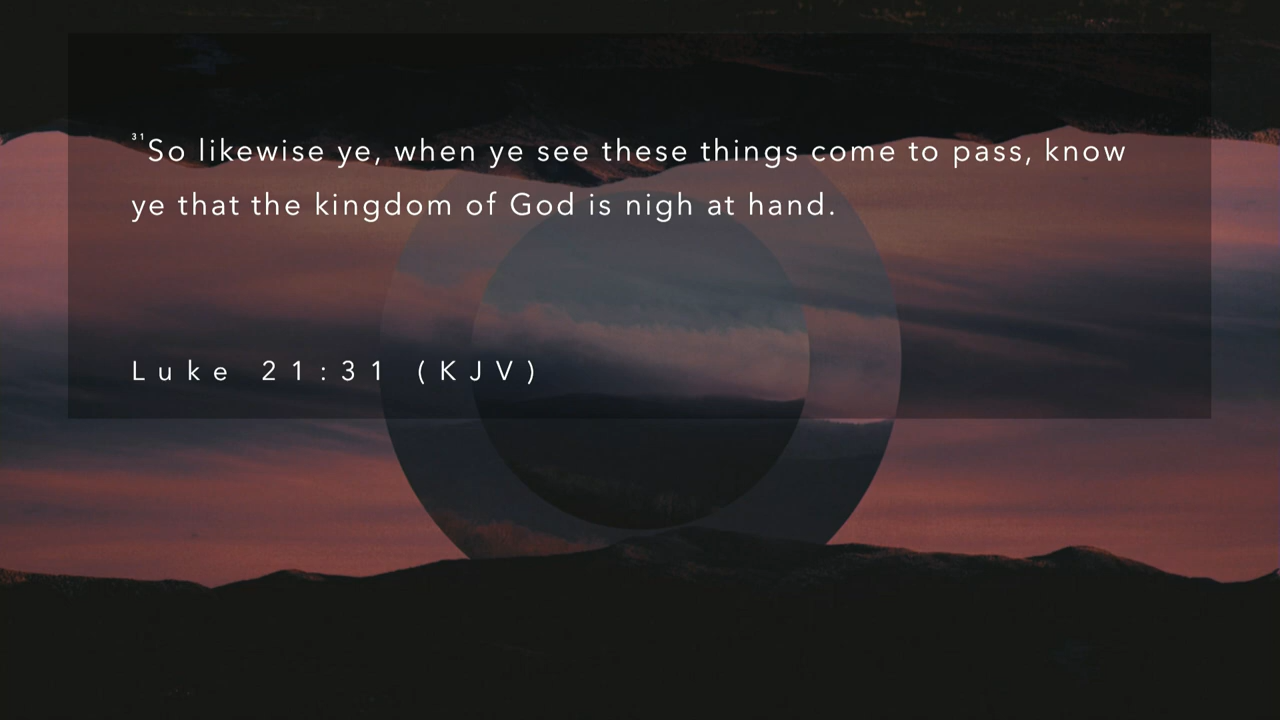 ³¹So likewise ye, when ye see these things come to pass, know
ye that the kingdom of God is nigh at hand.
Luke 21:31 (KJV)